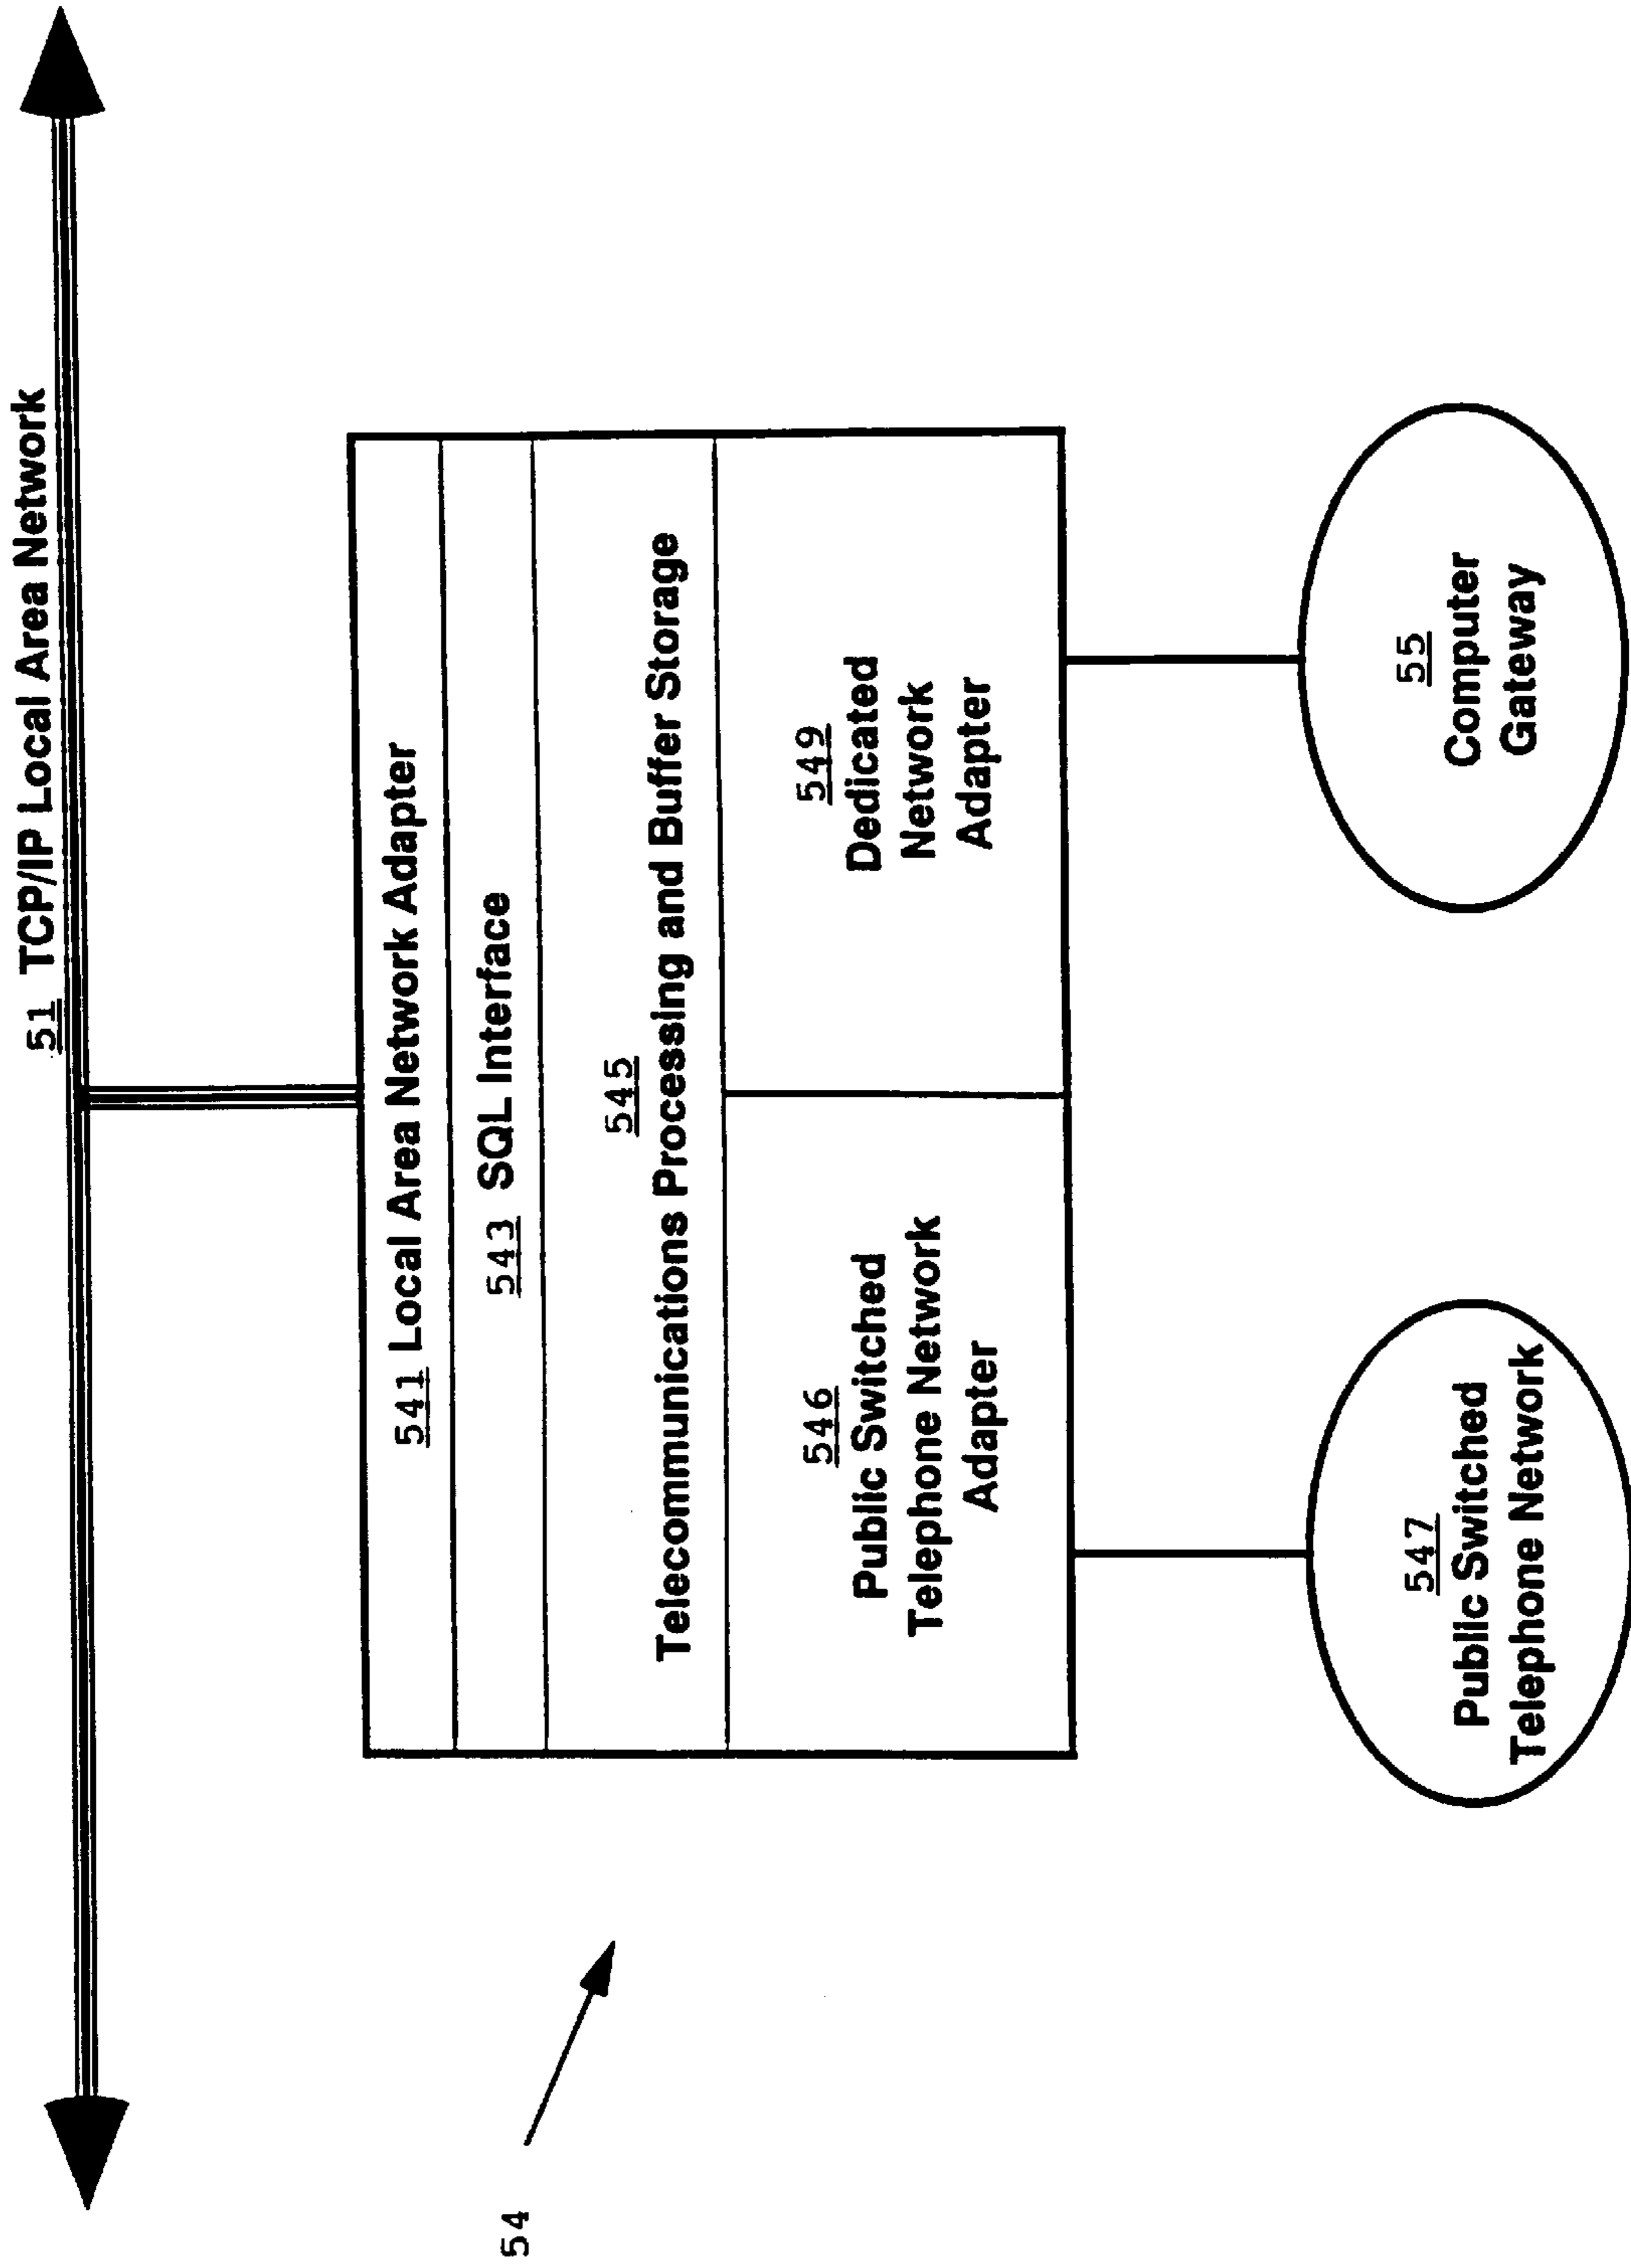 51 TCP/IP Local Area Network
541 Local Area Network Adapter
543 SQL Interface
545
Telecommunications Processing and Buffer Storage
546
Public Switched
Telephone Network
Adapter
549
Dedicated
Network
Adapter
547
Public Switched
Telephone Network
55
Computer
Gateway
54